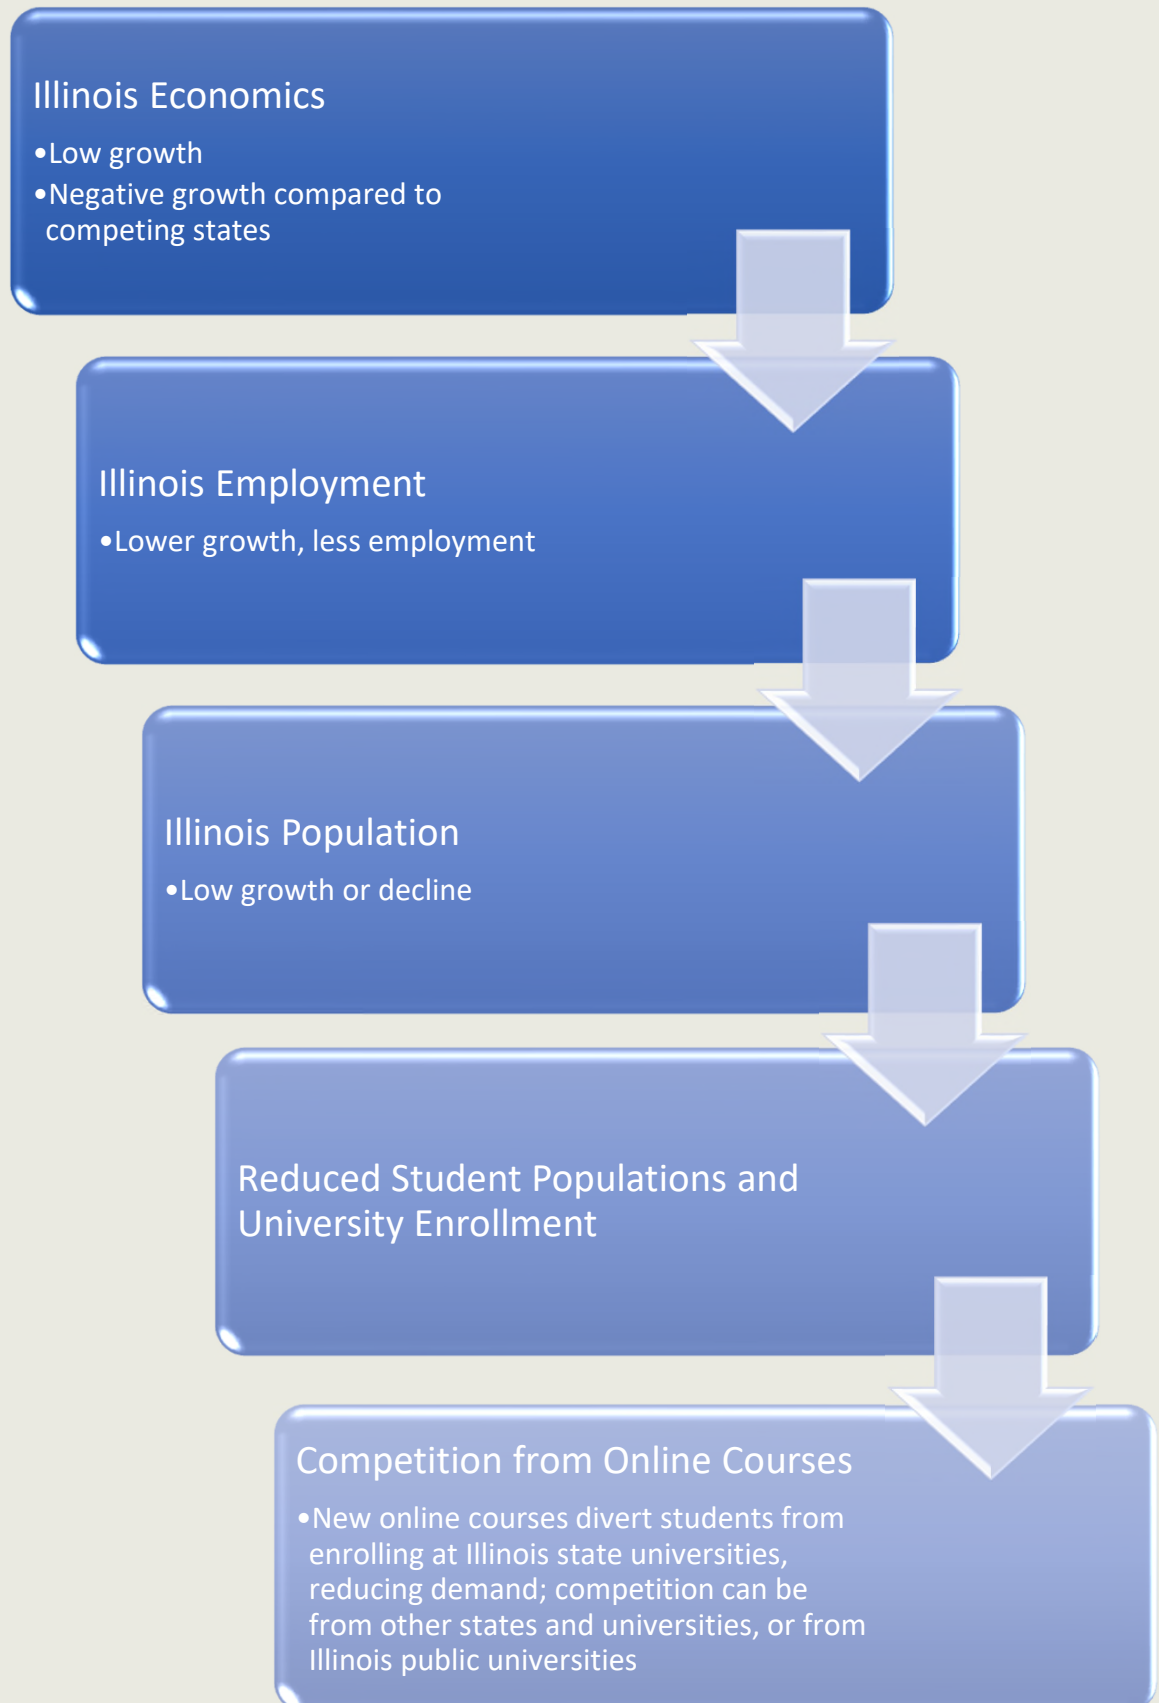 Illinois Economics
•Low growth
•Negative growth compared to
competing states
Illinois Employment
•Lower growth, less employment
Illinois Population
•Low growth or decline
Reduced Student Populations and
University Enrollment
Competition from Online Courses
•New online courses divert students from
enrolling at Illinois state universities,
reducing demand; competition can be
from other states and universities, or from
Illinois public universities